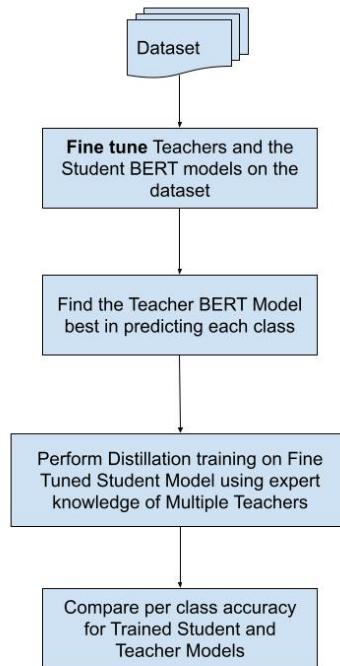 Dataset
Fine tune Teachers and the
Student BERT models on the
dataset
Find the Teacher BERT Model
best in predicting each class
Perform Distillation training on Fine
Tuned Student Model using expert
knowledge of Multiple Teachers
Compare per class accuracy
for Trained Student and
Teacher Models